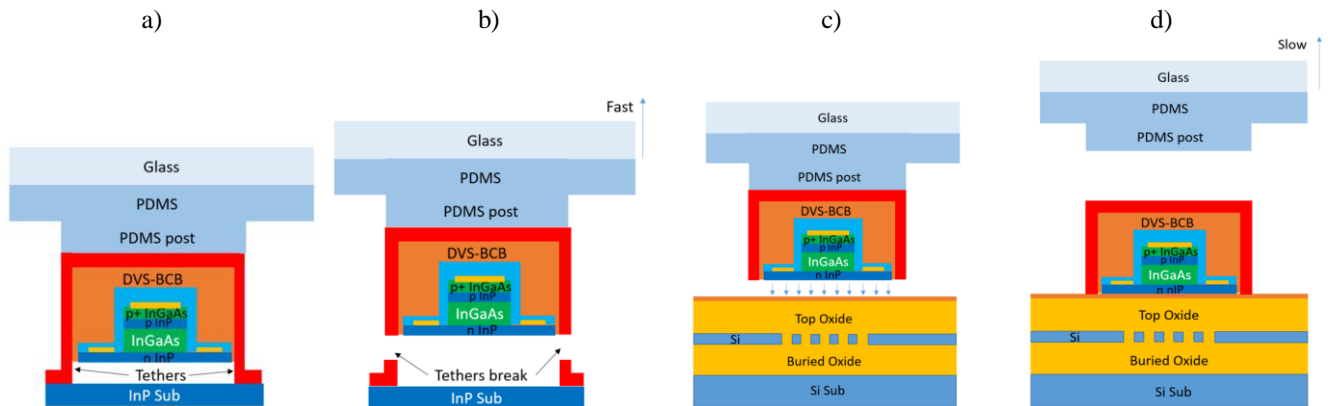 a)
b)
c)
d)
Glass
PDMS
PDMS post
DVS-BCB
p+ InGaAs
p InP
InGaAs
n InP
Tethers
InP Sub
Fast
Glass
PDMS
PDMS post
DVS-BCB
p+ InGaAs
p InP
InGaAs
n InP
Tethers break
InP Sub
Glass
PDMS
PDMS post
DVS-BCB
p+ InGaAs
p InP
InGaAs
n InP
Top Oxide
Si
Buried Oxide
Si Sub
Slow
Glass
PDMS
PDMS post
DVS-BCB
p+ InGaAs
p InP
InGaAs
n nIP
Top Oxide
Si
Buried Oxide
Si Sub